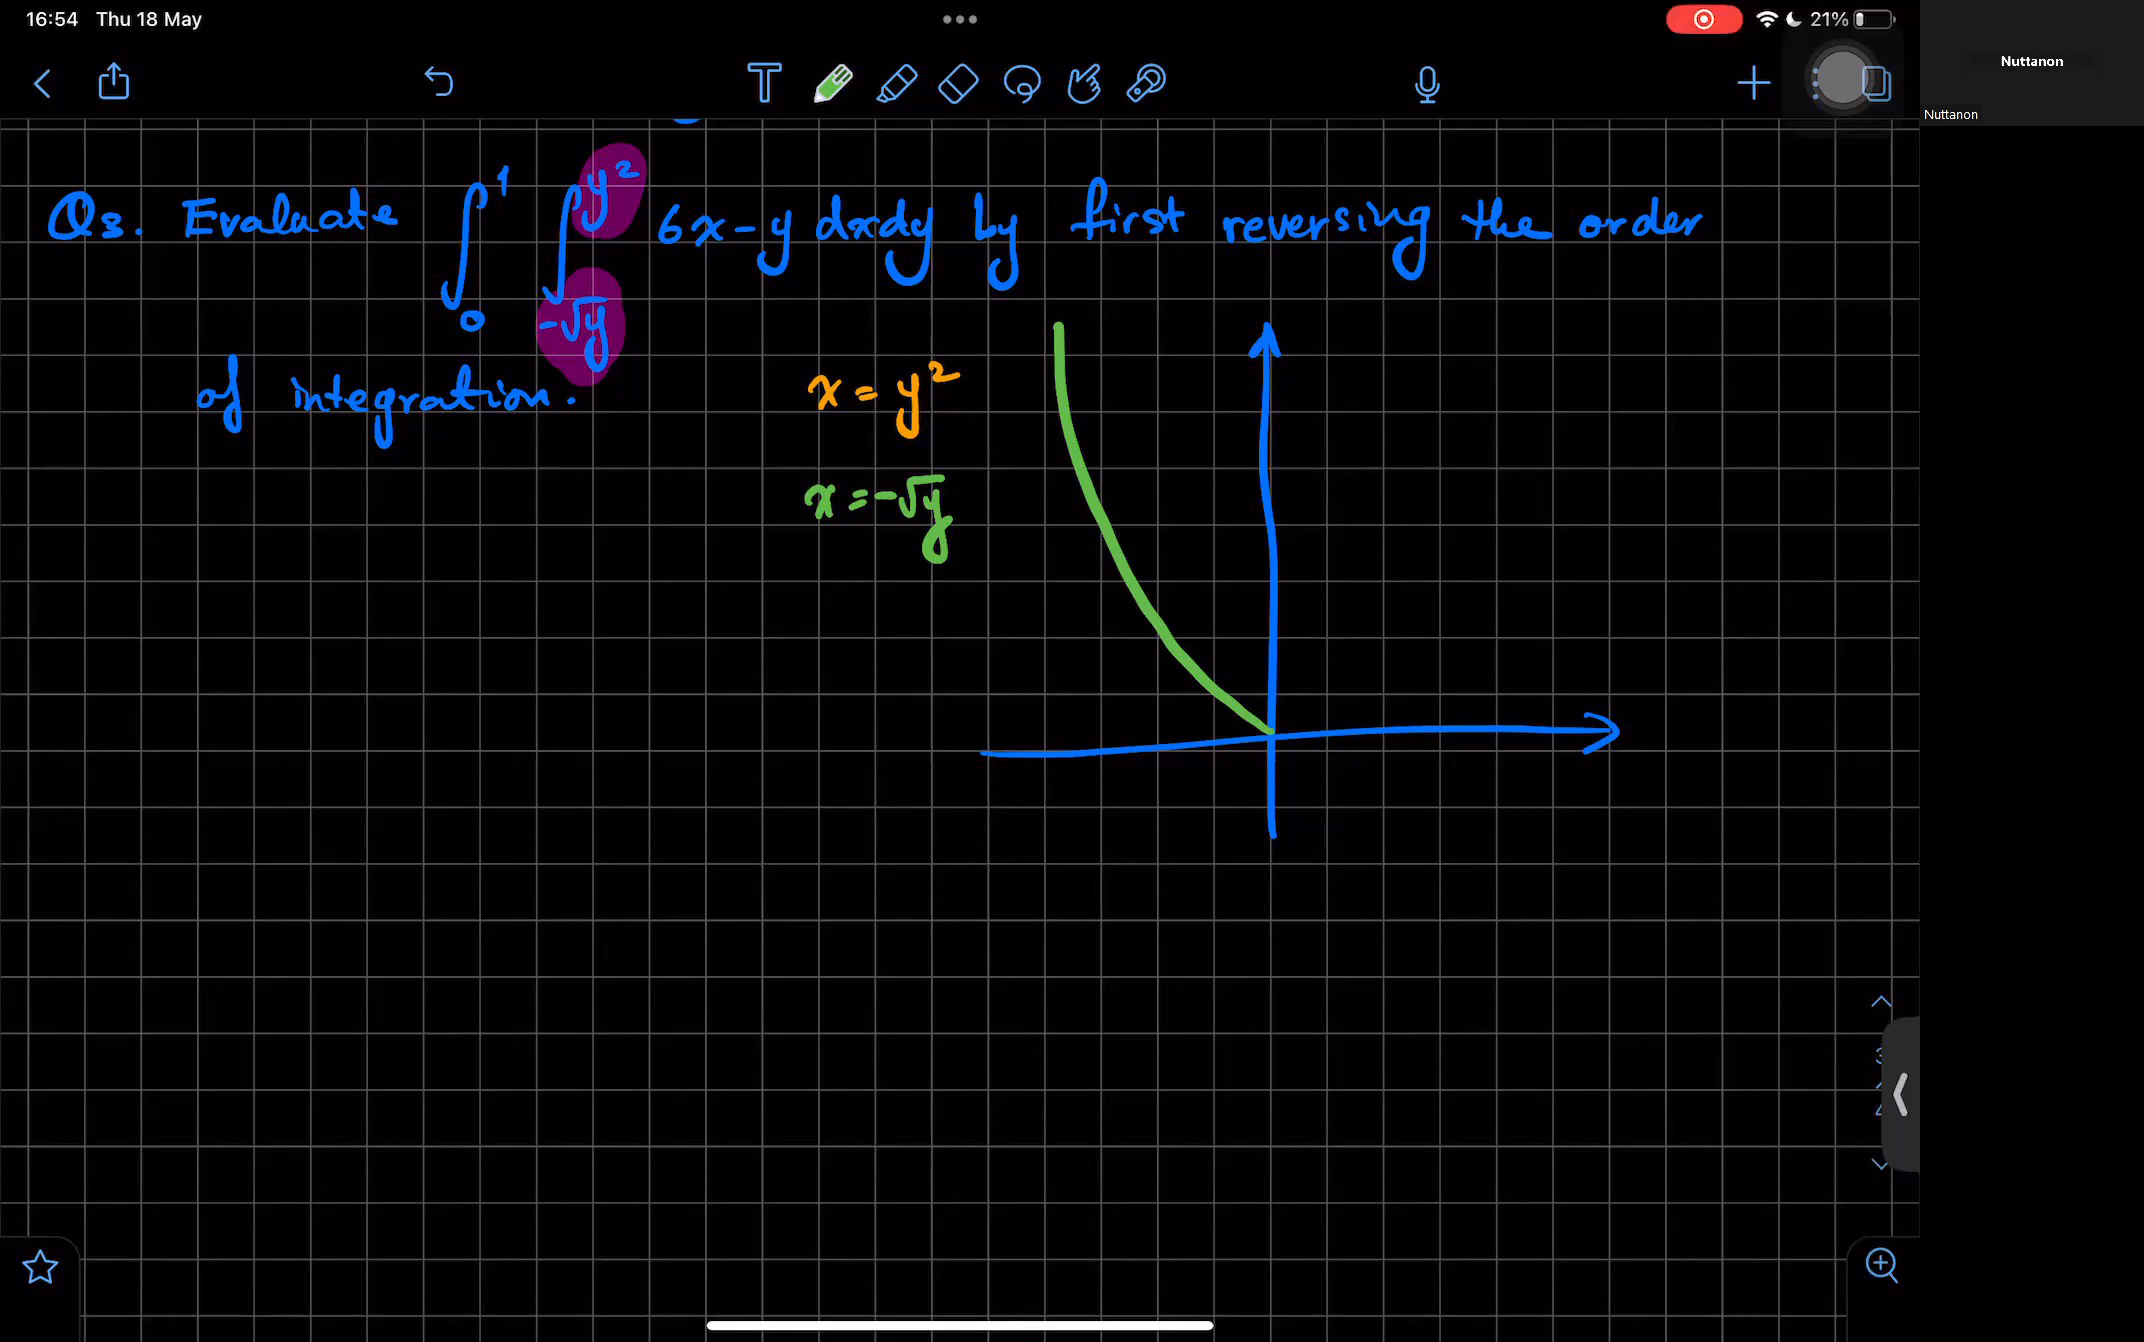 16:54 Thu 18 May
21%
Nuttanon
Nuttanon
Q3. Evaluate ∫₀¹ ∫_{-√y}^{y²} 6x-y dxdy by first reversing the order
of integration.
x = y²
x = -√y